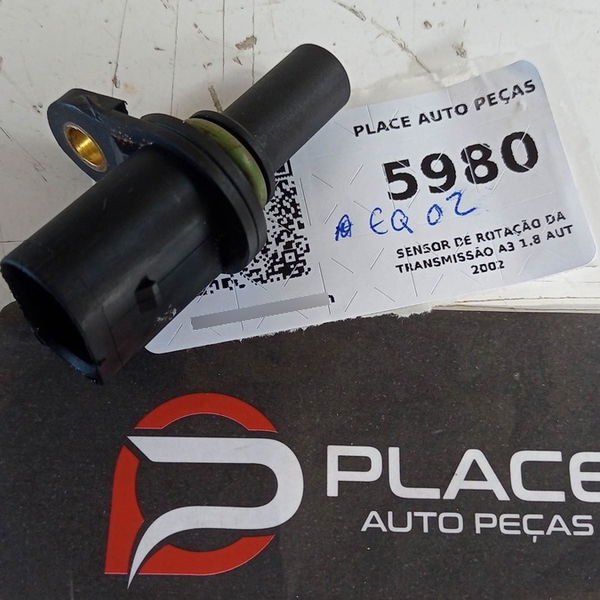 PLACE AUTO PEÇAS
5980
EQ 02
SENSOR DE ROTAÇÃO DA
TRANSMISSÃO A3 1.8 AUT
2002
PLACE
AUTO PEÇAS